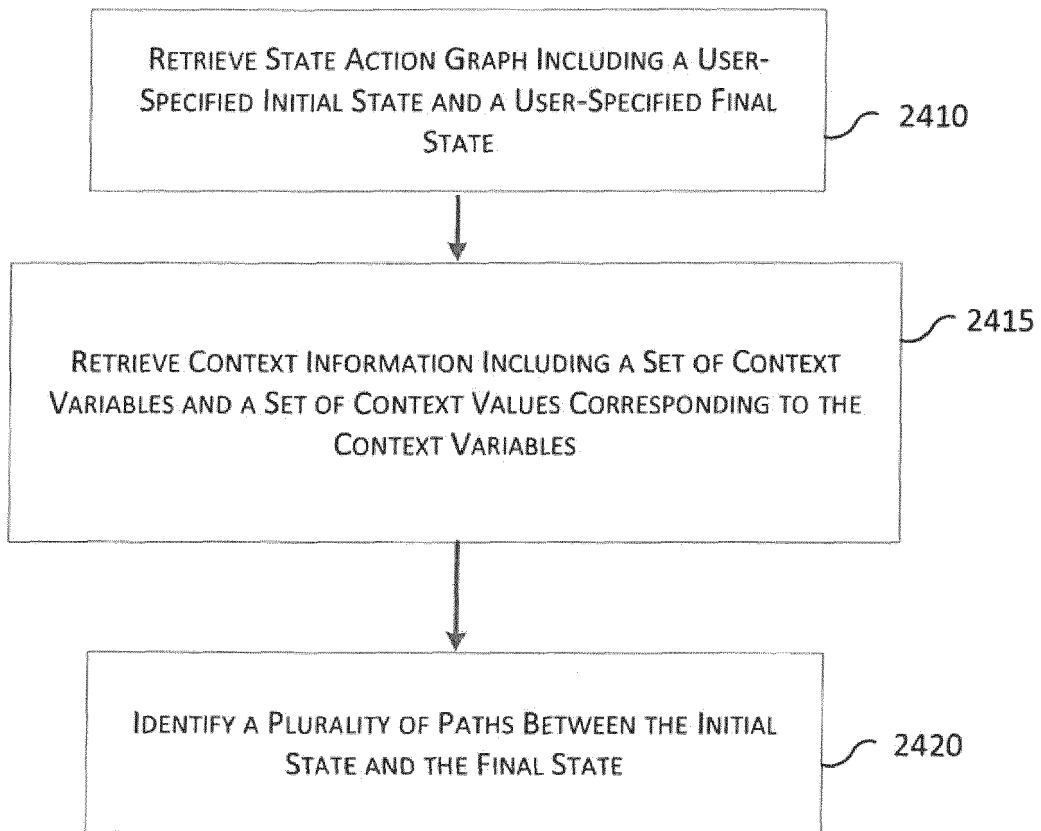 RETRIEVE STATE ACTION GRAPH INCLUDING A USER-
SPECIFIED INITIAL STATE AND A USER-SPECIFIED FINAL
STATE
2410
RETRIEVE CONTEXT INFORMATION INCLUDING A SET OF CONTEXT
VARIABLES AND A SET OF CONTEXT VALUES CORRESPONDING TO THE
CONTEXT VARIABLES
2415
IDENTIFY A PLURALITY OF PATHS BETWEEN THE INITIAL
STATE AND THE FINAL STATE
2420